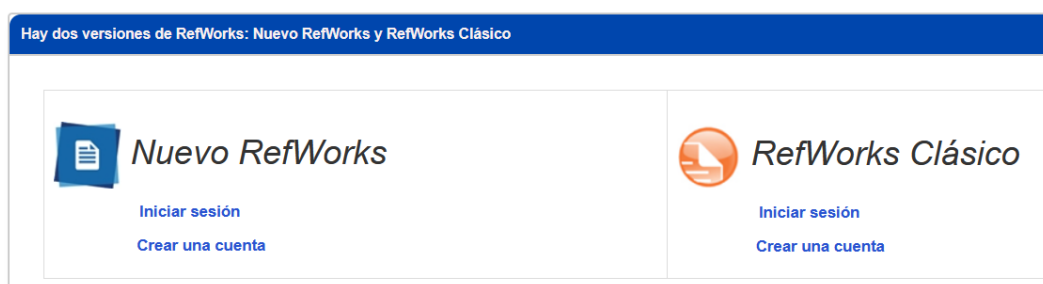 Hay dos versiones de RefWorks: Nuevo RefWorks y RefWorks Clásico
Nuevo RefWorks
Iniciar sesión
Crear una cuenta
RefWorks Clásico
Iniciar sesión
Crear una cuenta